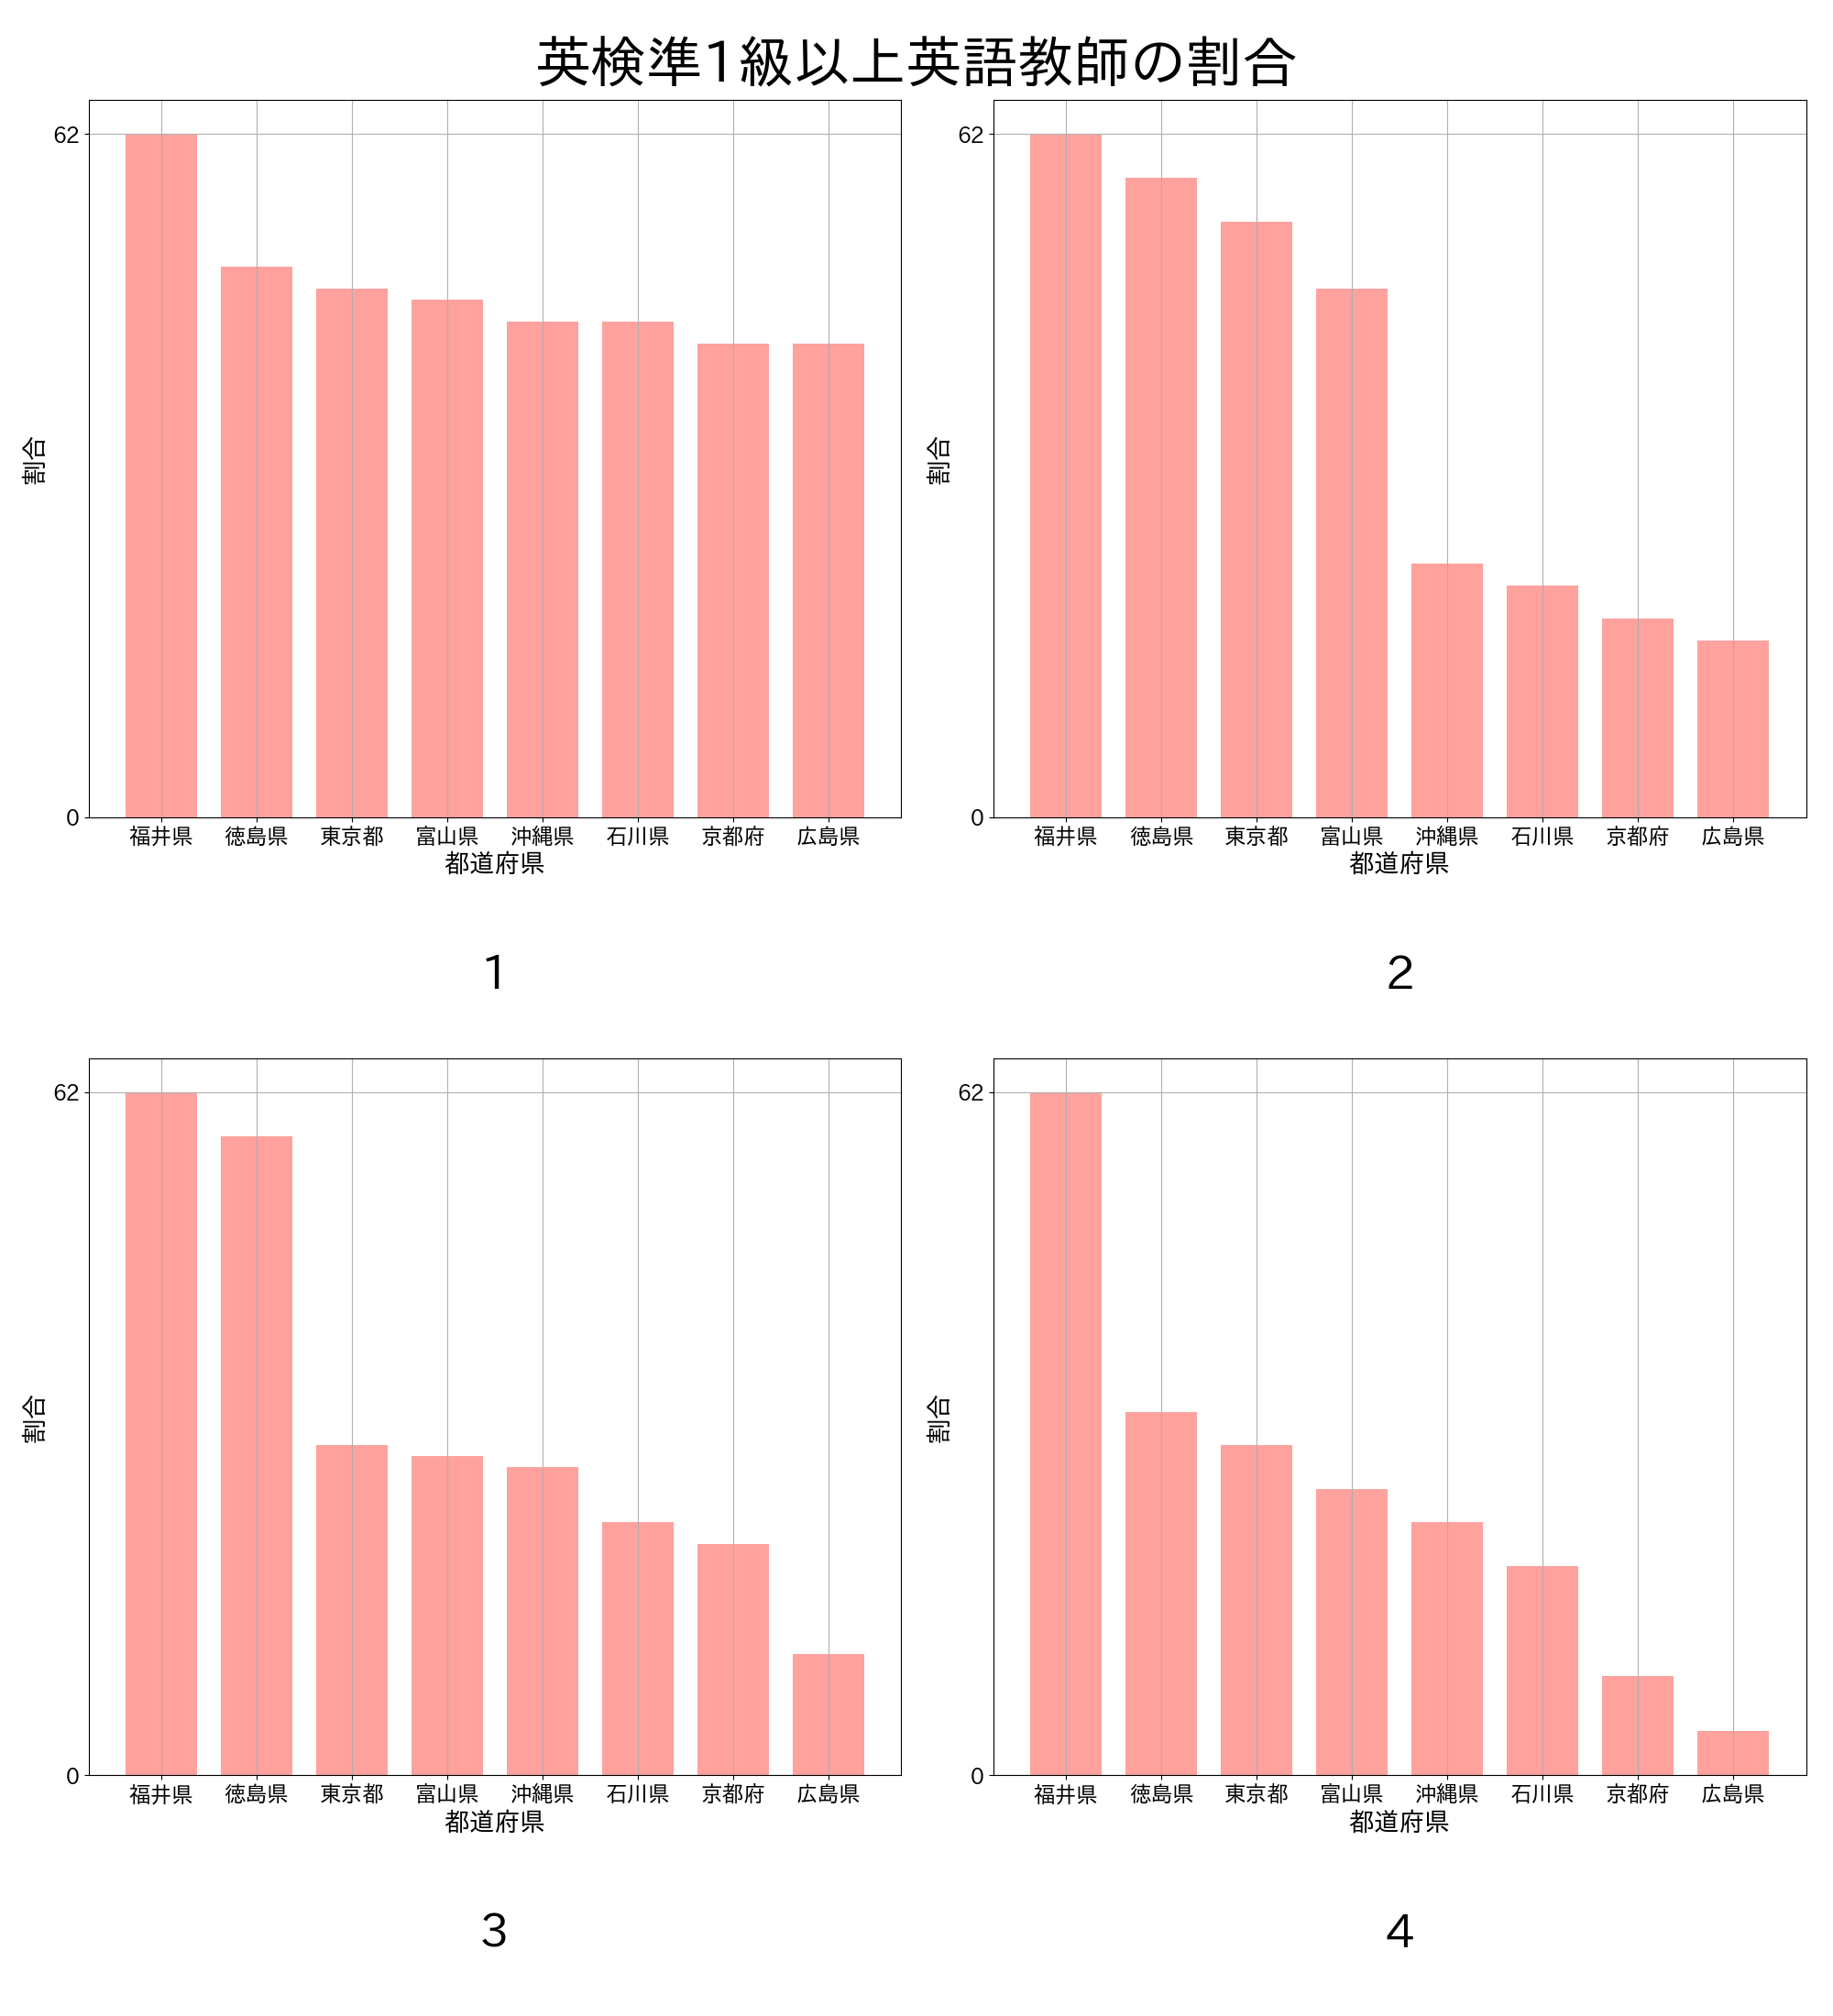 英検準1級以上英語教師の割合
62
0
割合
福井県 徳島県 東京都 富山県 沖縄県 石川県 京都府 広島県
都道府県
1
62
0
割合
福井県 徳島県 東京都 富山県 沖縄県 石川県 京都府 広島県
都道府県
2
62
0
割合
福井県 徳島県 東京都 富山県 沖縄県 石川県 京都府 広島県
都道府県
3
62
0
割合
福井県 徳島県 東京都 富山県 沖縄県 石川県 京都府 広島県
都道府県
4